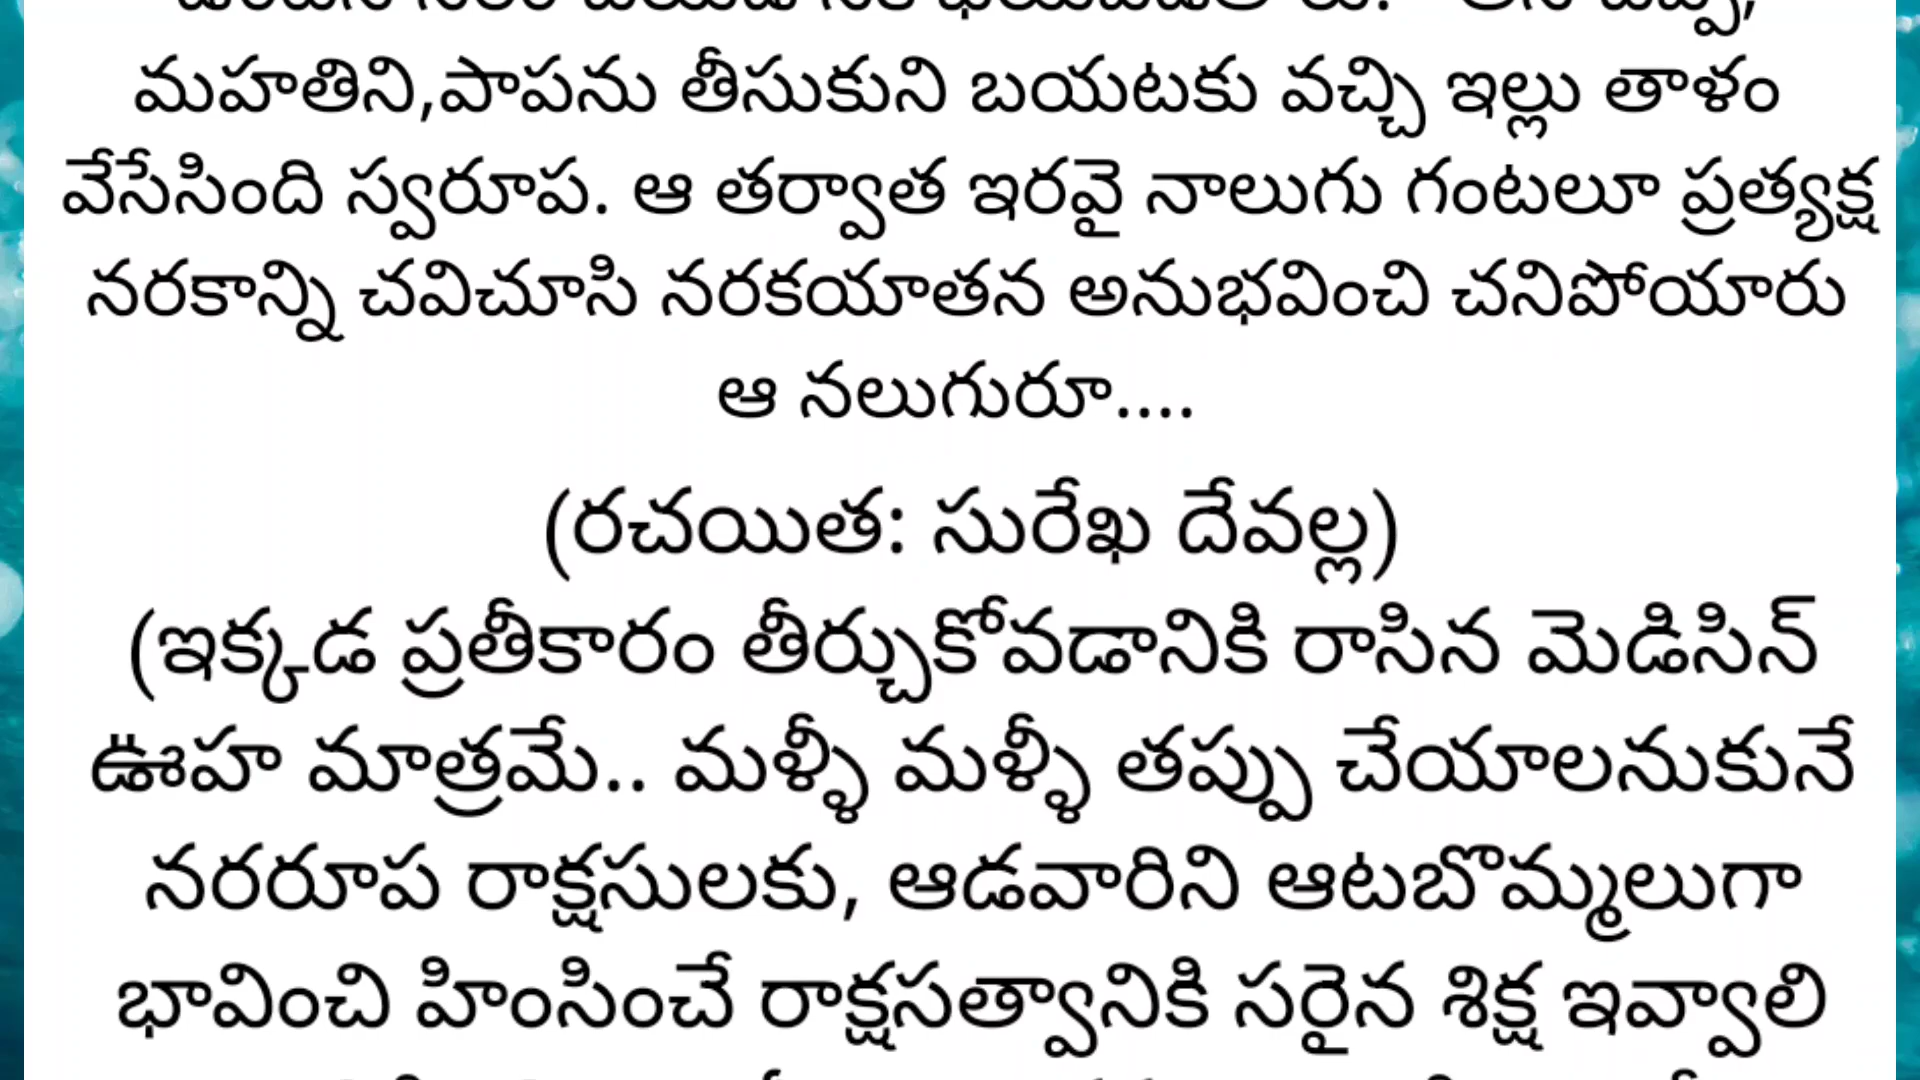 మహతిని,పాపను తీసుకుని బయటకు వచ్చి ఇల్లు తాళం
వేసేసింది స్వరూప. ఆ తర్వాత ఇరవై నాలుగు గంటలూ ప్రత్యక్ష
నరకాన్ని చవిచూసి నరకయాతన అనుభవించి చనిపోయారు
ఆ నలుగురూ....
(రచయిత: సురేఖ దేవల్ల)
(ఇక్కడ ప్రతీకారం తీర్చుకోవడానికి రాసిన మెడిసిన్
ఊహ మాత్రమే.. మళ్ళీ మళ్ళీ తప్పు చేయాలనుకునే
నరరూప రాక్షసులకు, ఆడవారిని ఆటబొమ్మలుగా
భావించి హింసించే రాక్షసత్వానికి సరైన శిక్ష ఇవ్వాలి